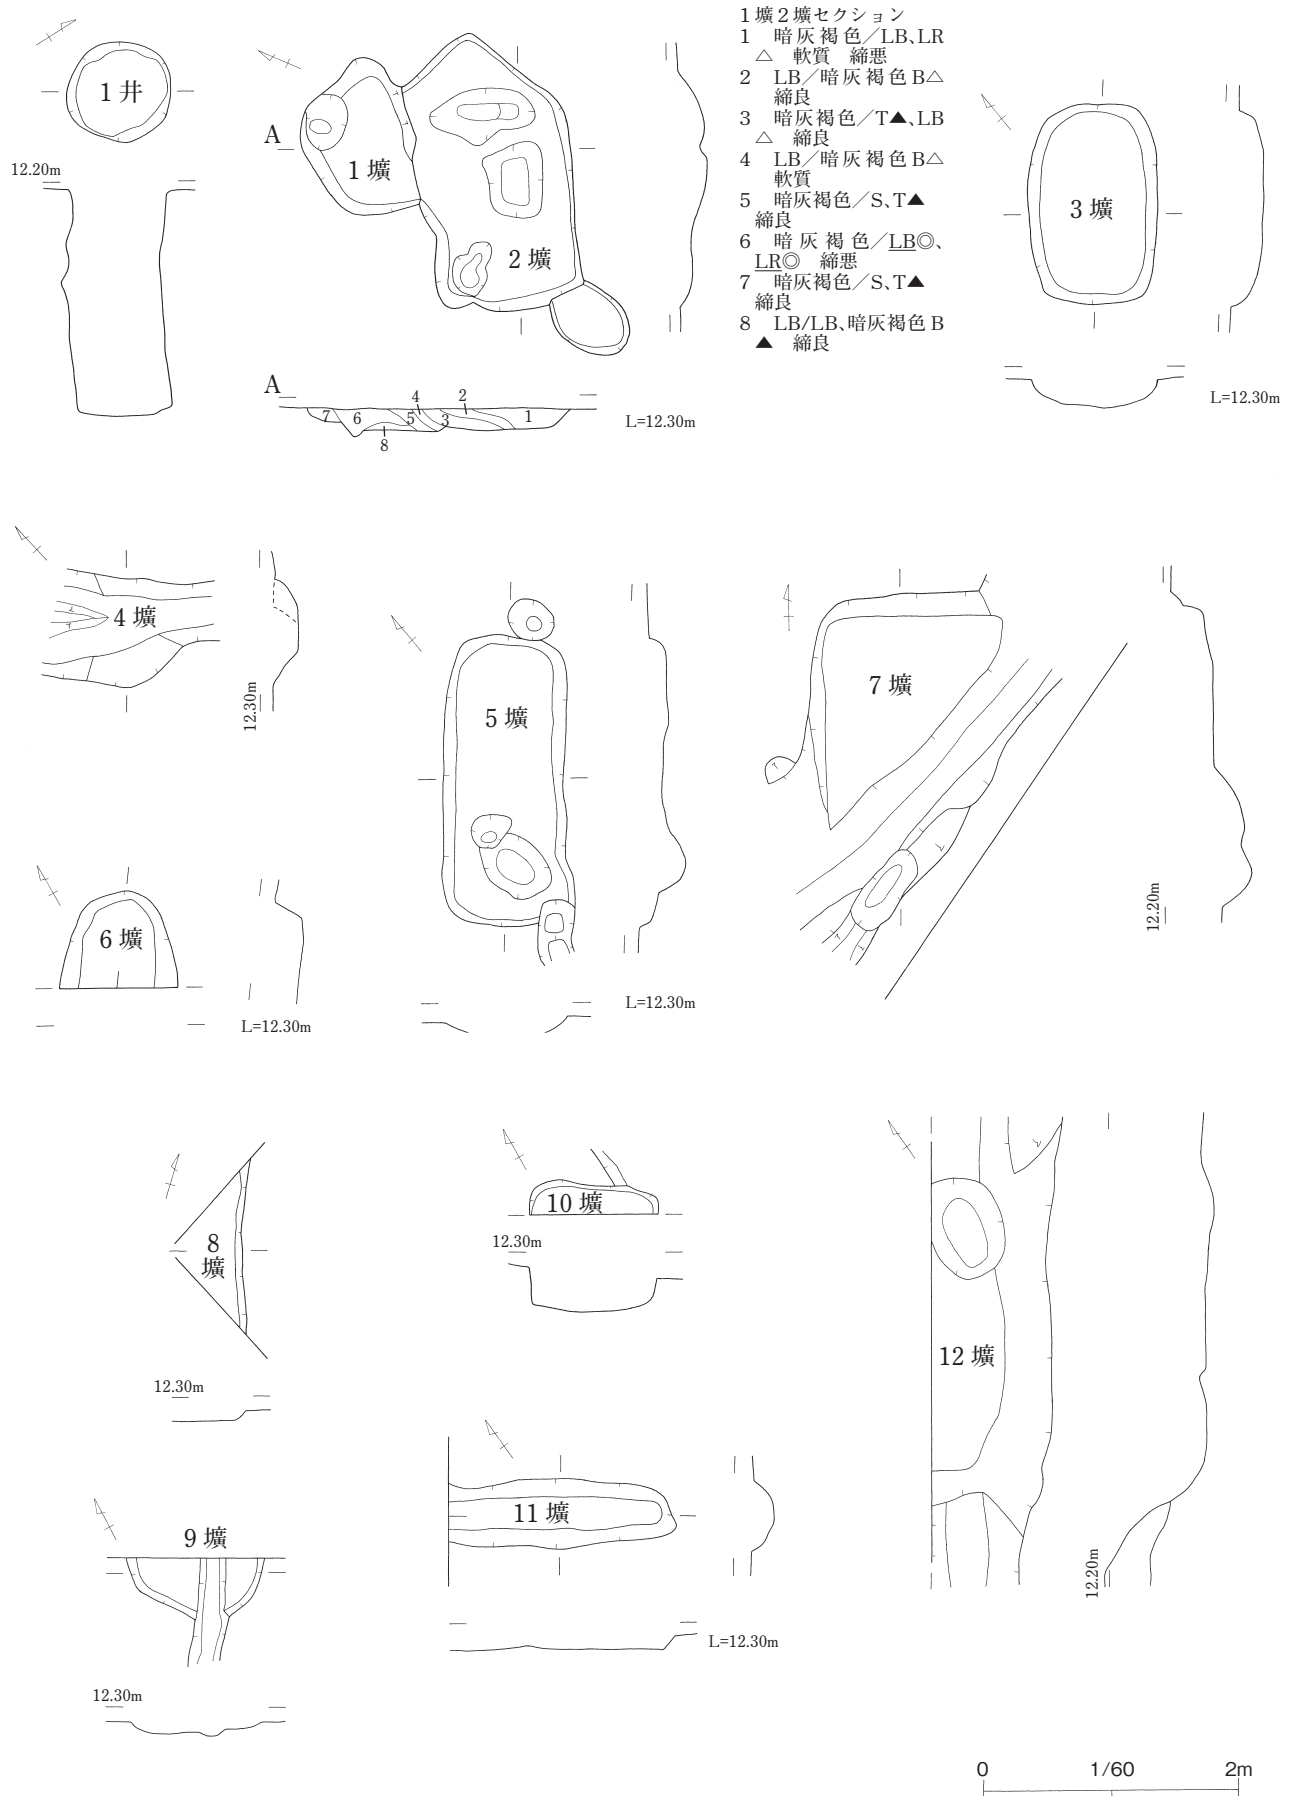 1壙2壙セクション
1 暗灰褐色／LB、LR
△ 軟質 締悪
2 LB／暗灰褐色B△
締良
3 暗灰褐色／T▲、LB
△ 締良
4 LB／暗灰褐色B△
軟質
5 暗灰褐色／S、T▲
締良
6 暗灰褐色／LB◎、
LR◎ 締悪
7 暗灰褐色／S、T▲
締良
8 LB/LB、暗灰褐色B
▲ 締良
1井
12.20m
A
1壙
2壙
A
7
6
8
5
4
3
2
1
L=12.30m
3壙
L=12.30m
4壙
12.30m
5壙
L=12.30m
6壙
L=12.30m
7壙
12.20m
8
壙
12.30m
9壙
12.30m
10壙
12.30m
11壙
L=12.30m
12壙
12.20m
0 1/60 2m